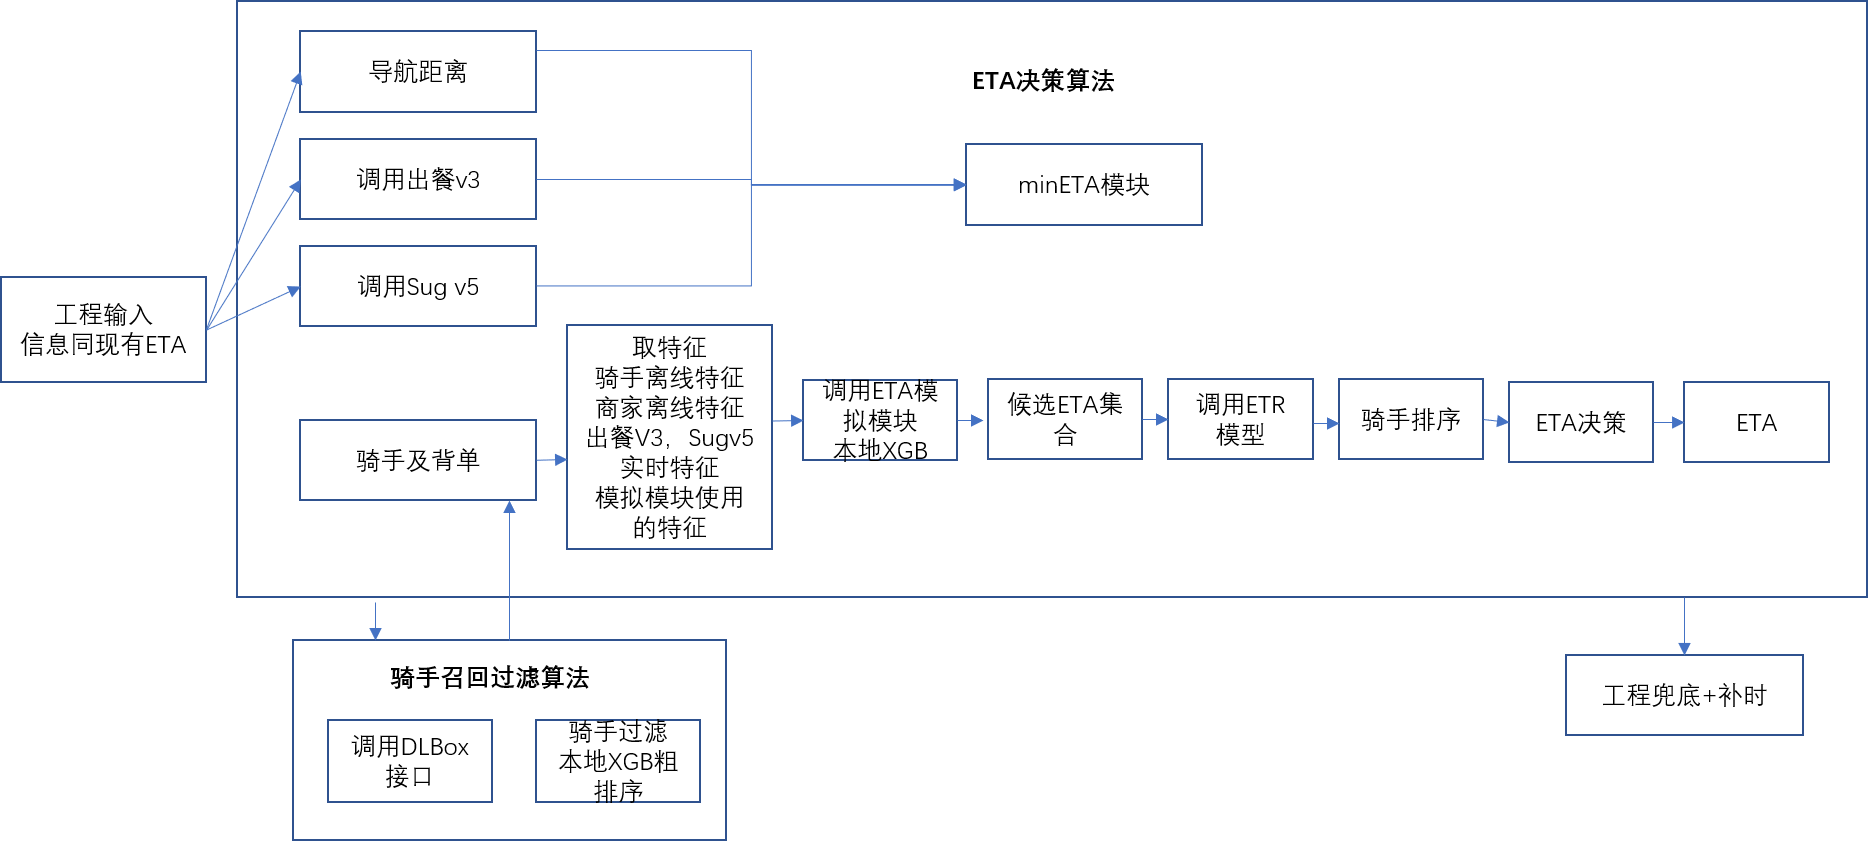 导航距离
ETA决策算法
调用出餐v3
minETA模块
调用Sug v5
工程输入
信息同现有ETA
取特征
骑手离线特征
商家离线特征
出餐V3，Sugv5
实时特征
模拟模块使用
的特征
骑手及背单
调用ETA模
拟模块
本地XGB
候选ETA集
合
调用ETR
模型
骑手排序
ETA决策
ETA
骑手召回过滤算法
调用DLBox
接口
骑手过滤
本地XGB粗
排序
工程兜底+补时